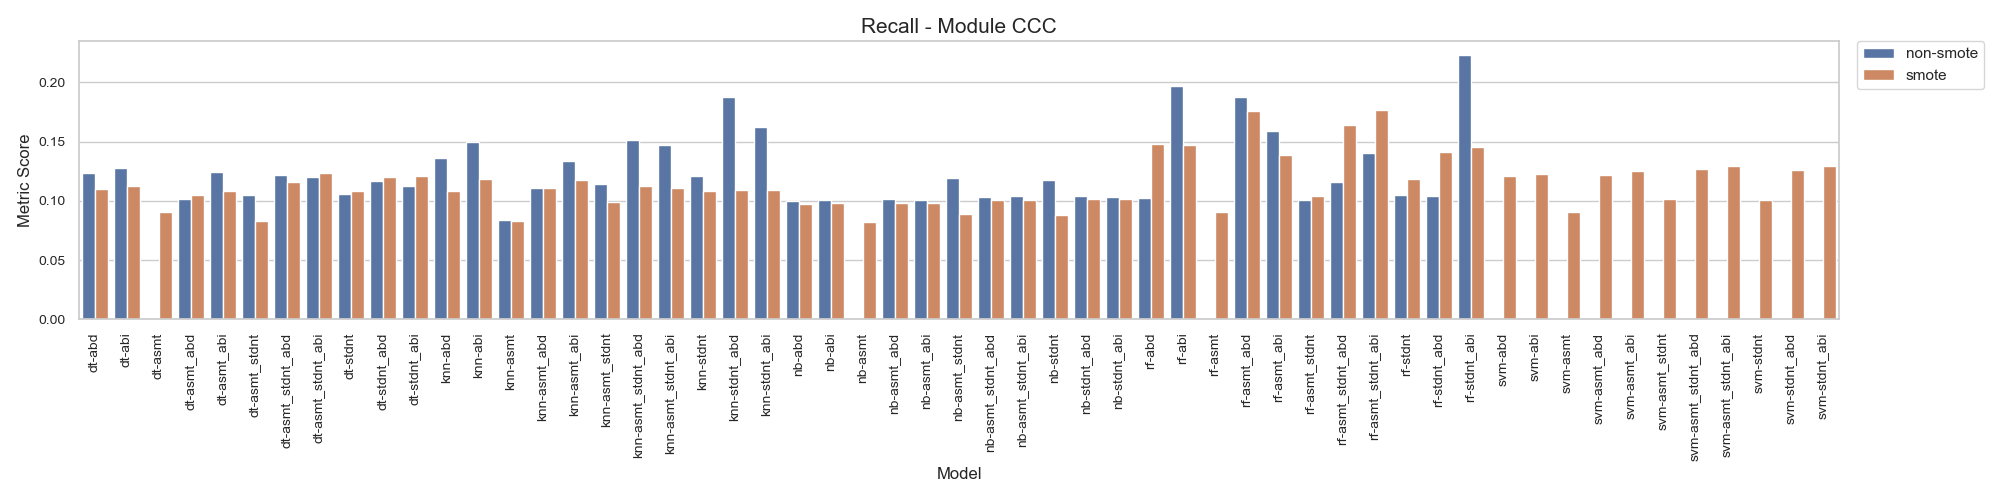 Recall - Module CCC
non-smote
smote
Metric Score
0.20
0.15
0.10
0.05
0.00
dt-abd
dt-abi
dt-asmt
dt-asmt_abd
dt-asmt_abi
dt-asmt_stdnt
dt-asmt_stdnt_abd
dt-asmt_stdnt_abi
dt-stdnt
dt-stdnt_abd
dt-stdnt_abi
knn-abd
knn-abi
knn-asmt
knn-asmt_abd
knn-asmt_abi
knn-asmt_stdnt
knn-asmt_stdnt_abd
knn-asmt_stdnt_abi
knn-stdnt
knn-stdnt_abd
knn-stdnt_abi
nb-abd
nb-abi
nb-asmt
nb-asmt_abd
nb-asmt_abi
nb-asmt_stdnt
nb-asmt_stdnt_abd
nb-asmt_stdnt_abi
nb-stdnt
nb-stdnt_abd
nb-stdnt_abi
rf-abd
rf-abi
rf-asmt
rf-asmt_abd
rf-asmt_abi
rf-asmt_stdnt
rf-asmt_stdnt_abd
rf-asmt_stdnt_abi
rf-stdnt
rf-stdnt_abd
rf-stdnt_abi
svm-abd
svm-abi
svm-asmt
svm-asmt_abd
svm-asmt_abi
svm-asmt_stdnt
svm-asmt_stdnt_abd
svm-asmt_stdnt_abi
svm-stdnt
svm-stdnt_abd
svm-stdnt_abi
Model